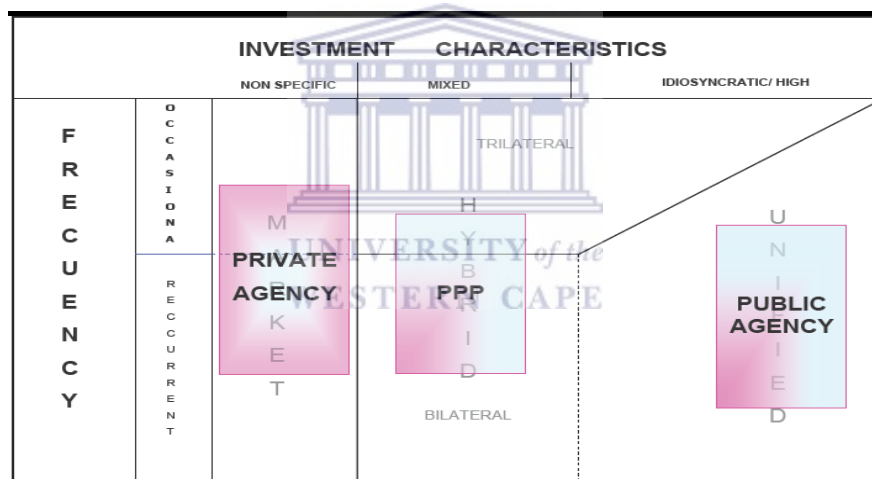 INVESTMENT CHARACTERISTICS
NON SPECIFIC MIXED IDIOSYNCRATIC/ HIGH
FRECUENCY
OCCASIONA
RECCURRENT
TRILATERAL
MARKET
PRIVATE
AGENCY
HYBRID
PPP
BILATERAL
UNIFIED
PUBLIC
AGENCY
UNIVERSITY of the
WESTERN CAPE